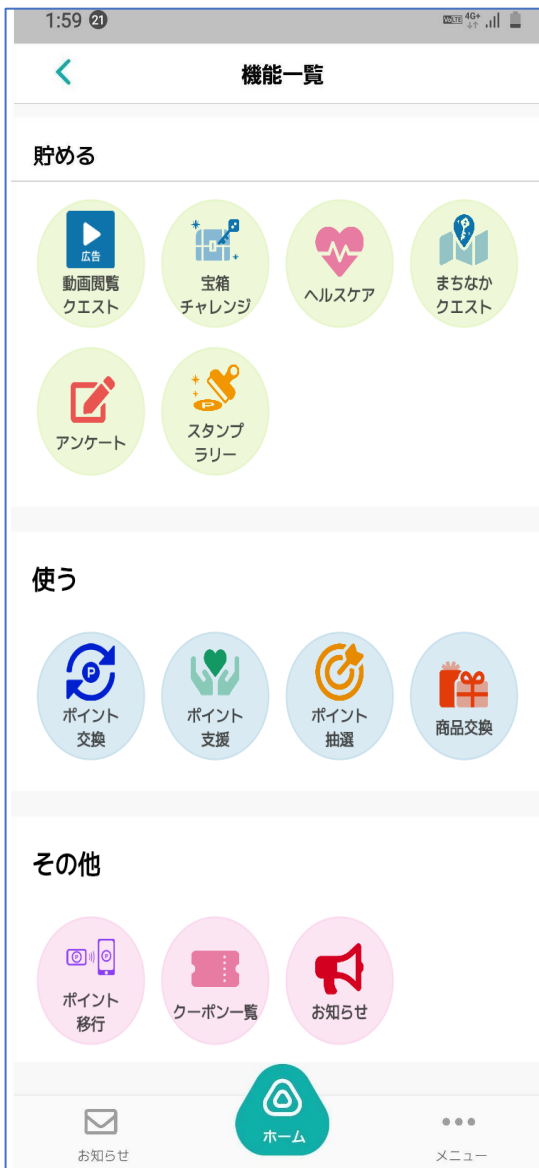 1:59 21 VoLTE 4G+
機能一覧
貯める
広告
動画閲覧
クエスト
宝箱
チャレンジ
ヘルスケア
まちなか
クエスト
アンケート
P
スタンプ
ラリー
使う
P
ポイント
交換
ポイント
支援
ポイント
抽選
商品交換
その他
P P
ポイント
移行
クーポン一覧
お知らせ
お知らせ
ホーム
メニュー